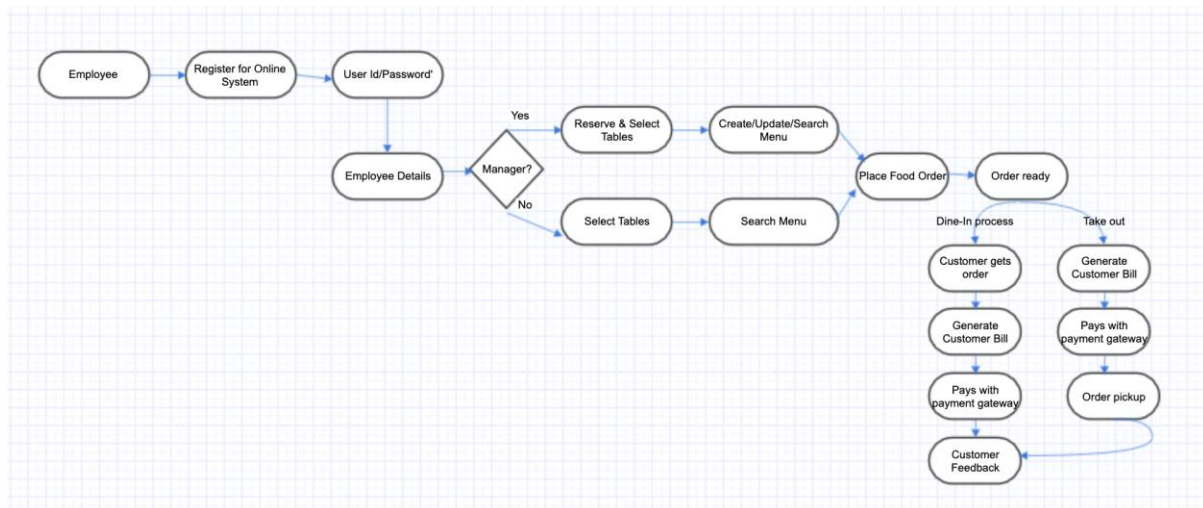 Employee
Register for Online
System
User Id/Password'
Employee Details
Manager?
Yes
No
Reserve & Select
Tables
Create/Update/Search
Menu
Select Tables
Search Menu
Place Food Order
Order ready
Dine-In process
Take out
Customer gets
order
Generate
Customer Bill
Pays with
payment gateway
Generate
Customer Bill
Pays with
payment gateway
Order pickup
Customer
Feedback